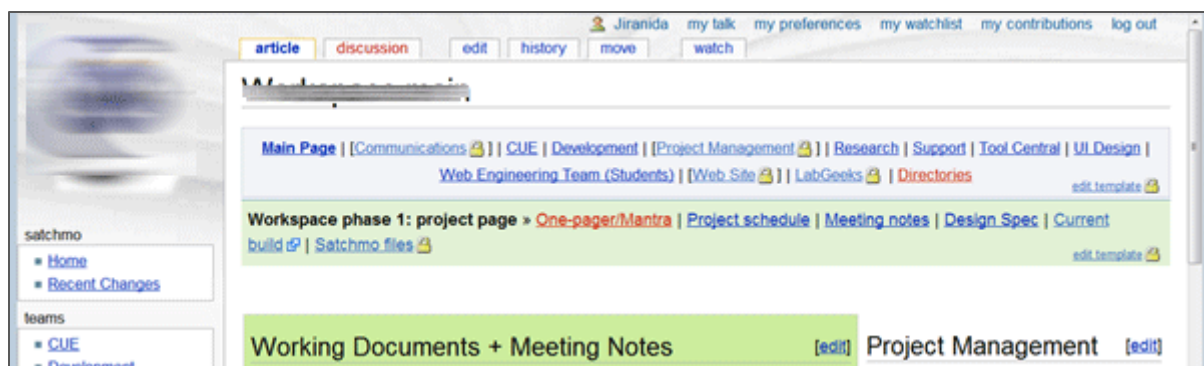 Jiranida my talk my preferences my watchlist my contributions log out
article discussion edit history move watch
Main Page | [Communications] | CUE | Development | [Project Management] | Research | Support | Tool Central | UI Design |
Web Engineering Team (Students) | [Web Site] | LabGeeks | Directories
edit template
Workspace phase 1: project page » One-pager/Mantra | Project schedule | Meeting notes | Design Spec | Current
build | Satchmo files
edit template
satchmo
Home
Recent Changes
teams
CUE
Development
Working Documents + Meeting Notes [edit]
Project Management [edit]